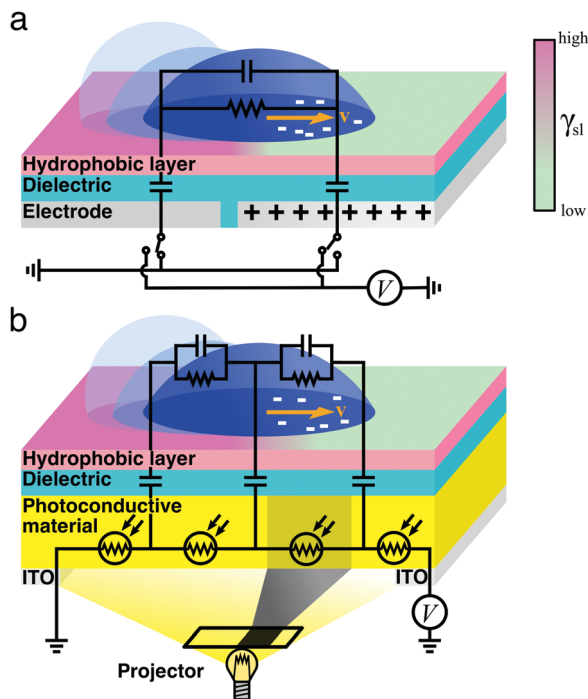 a
high
γsl
low
v
Hydrophobic layer
Dielectric
Electrode
+ + + + + + + +
V
b
v
Hydrophobic layer
Dielectric
Photoconductive
material
ITO
ITO
V
Projector